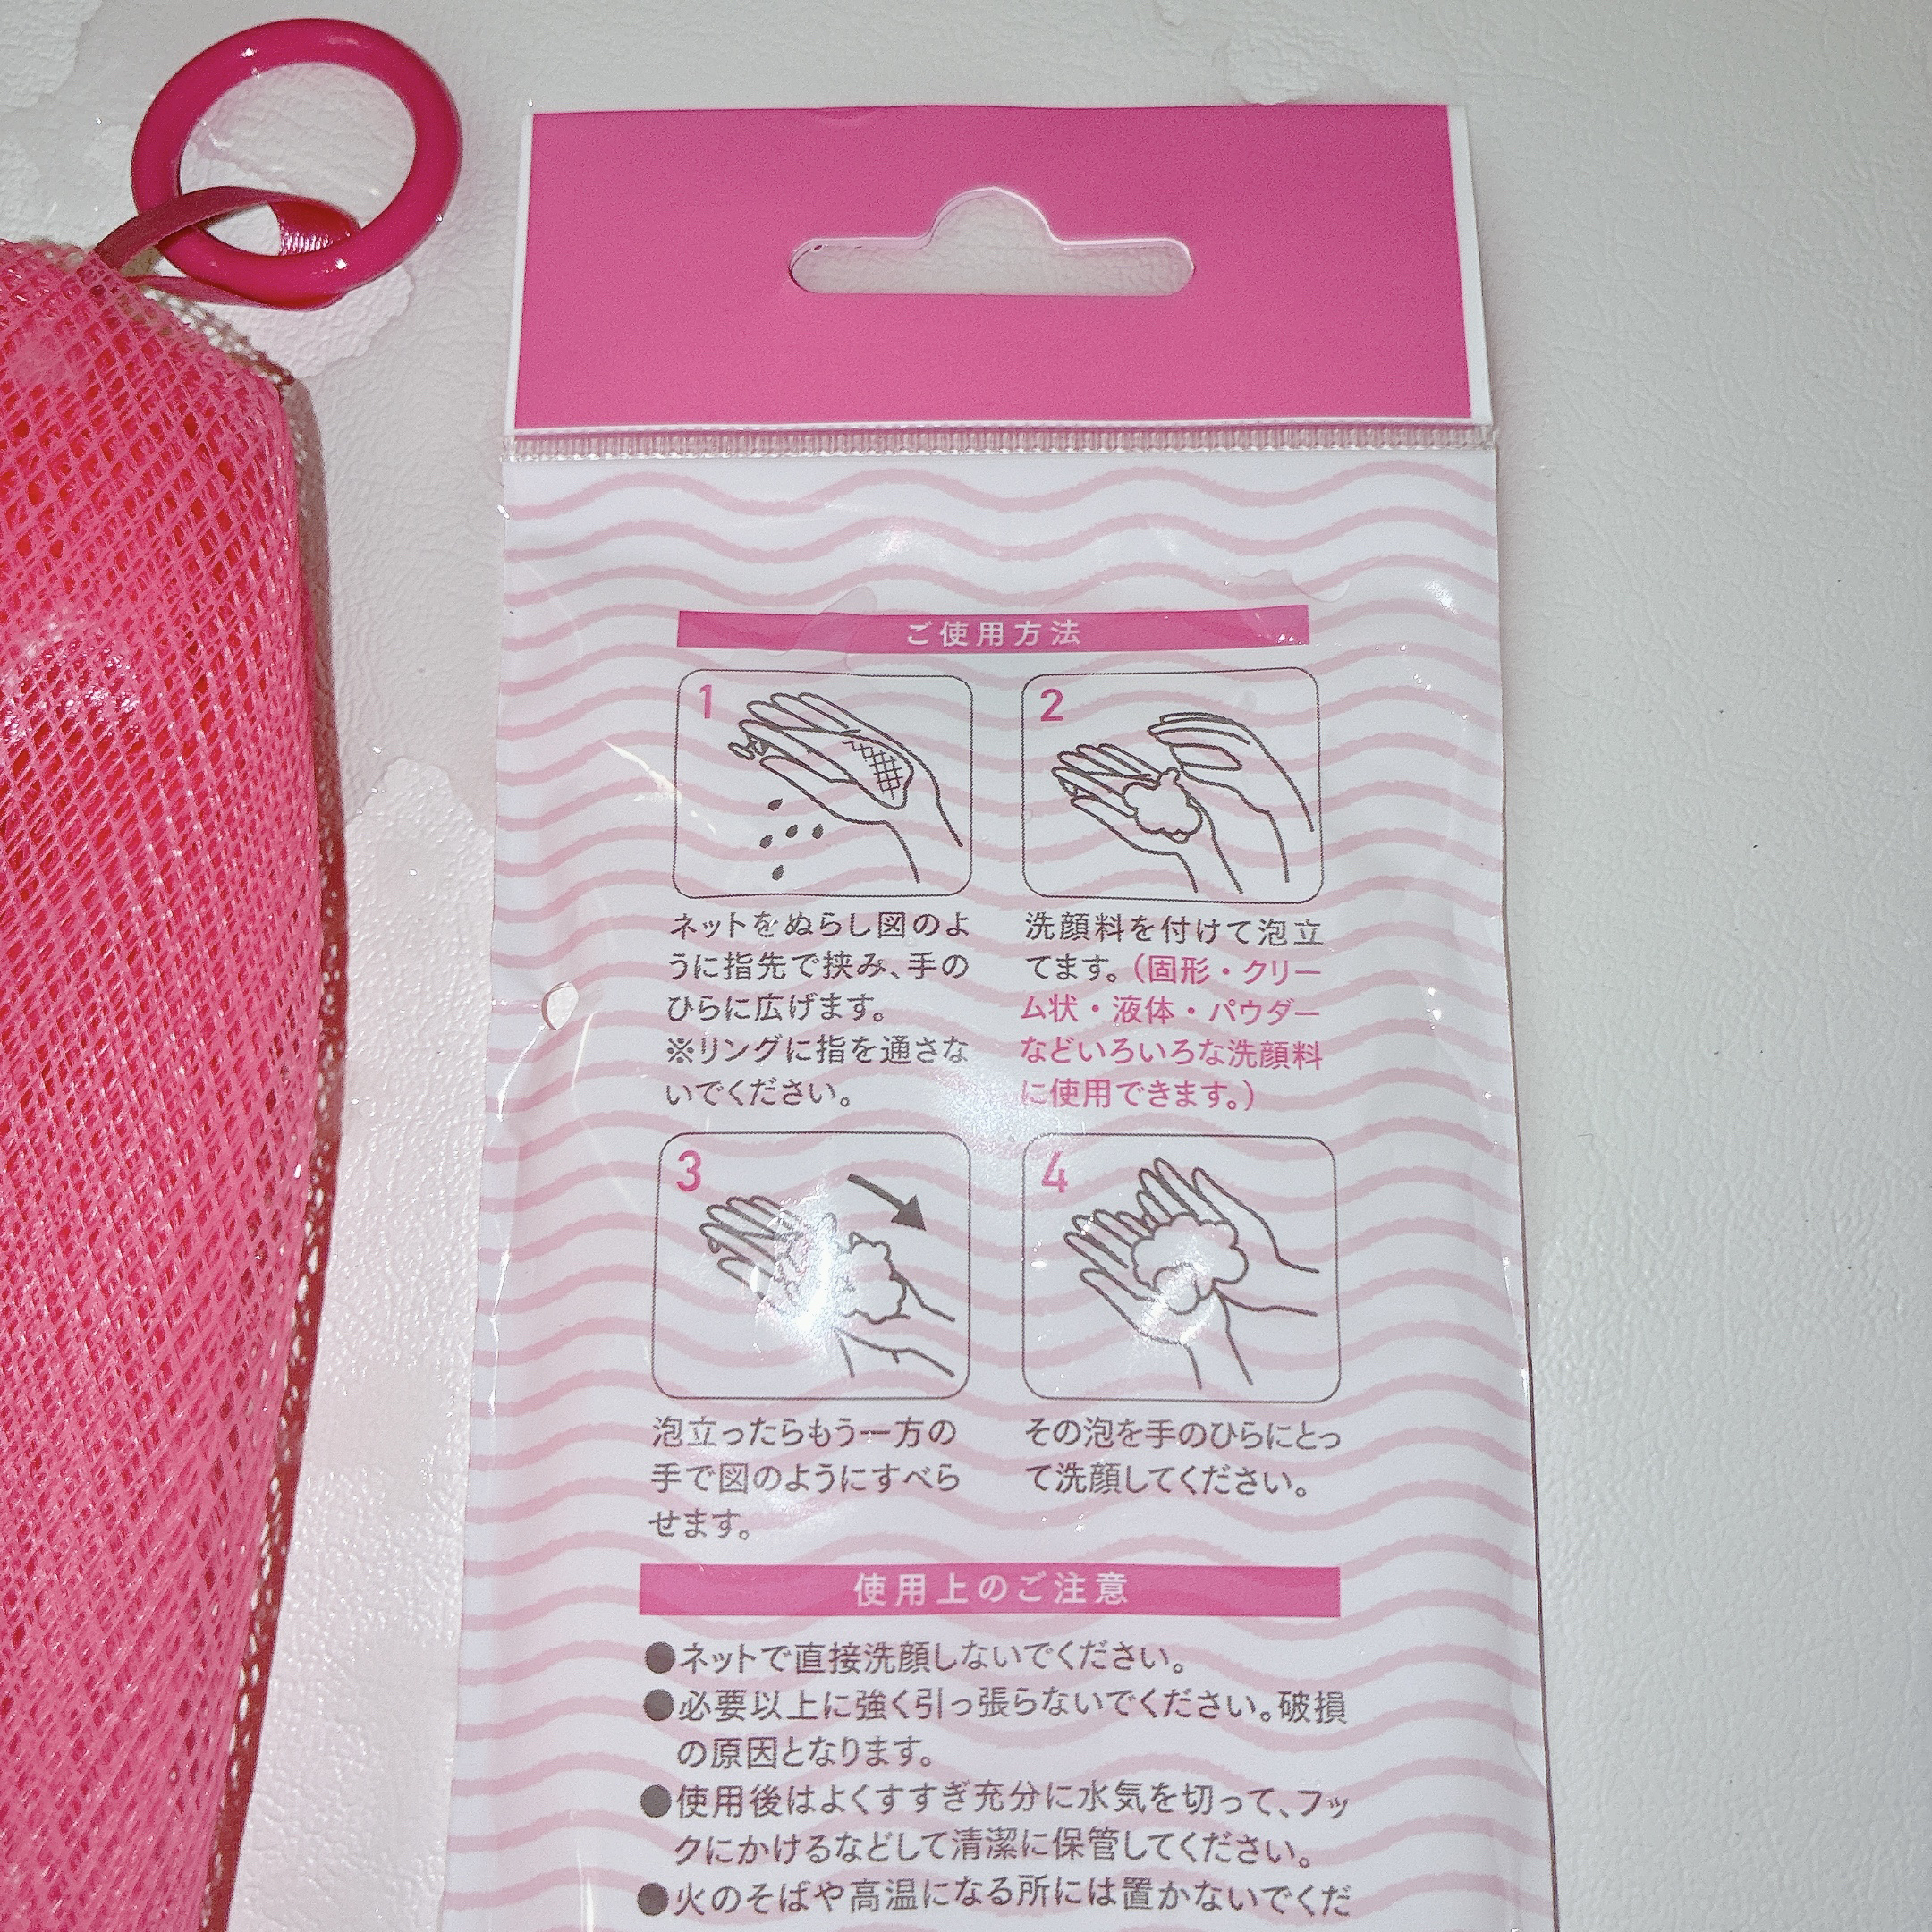 ご使用方法
1
ネットをぬらし図のよ
うに指先で挟み、手の
ひらに広げます。
※リングに指を通さな
いでください。
2
洗顔料を付けて泡立
てます。(固形・クリー
ム状・液体・パウダー
などいろいろな洗顔料
に使用できます。)
3
泡立ったらもう一方の
手で図のようにすべら
せます。
4
その泡を手のひらにとっ
て洗顔してください。
使用上のご注意
●ネットで直接洗顔しないでください。
●必要以上に強く引っ張らないでください。破損
の原因となります。
●使用後はよくすすぎ充分に水気を切って、フッ
クにかけるなどして清潔に保管してください。
●火のそばや高温になる所には置かないでくだ